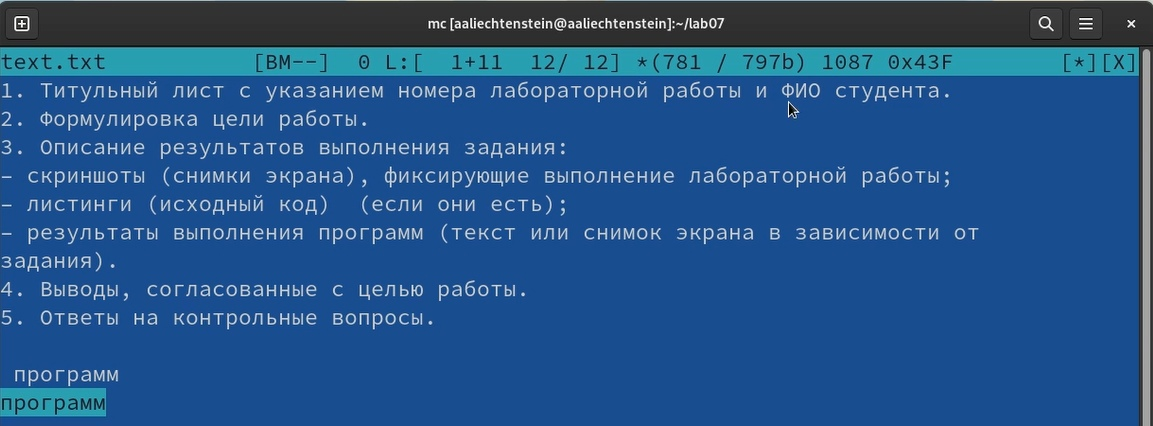 mc [aaliechtenstein@aaliechtenstein]:~/lab07
text.txt [BM--] 0 L:[ 1+11 12/ 12] *(781 / 797b) 1087 0x43F [*][X]
1. Титульный лист с указанием номера лабораторной работы и ФИО студента.
2. Формулировка цели работы.
3. Описание результатов выполнения задания:
– скриншоты (снимки экрана), фиксирующие выполнение лабораторной работы;
– листинги (исходный код)  (если они есть);
– результаты выполнения программ (текст или снимок экрана в зависимости от
задания).
4. Выводы, согласованные с целью работы.
5. Ответы на контрольные вопросы.
программ
программ